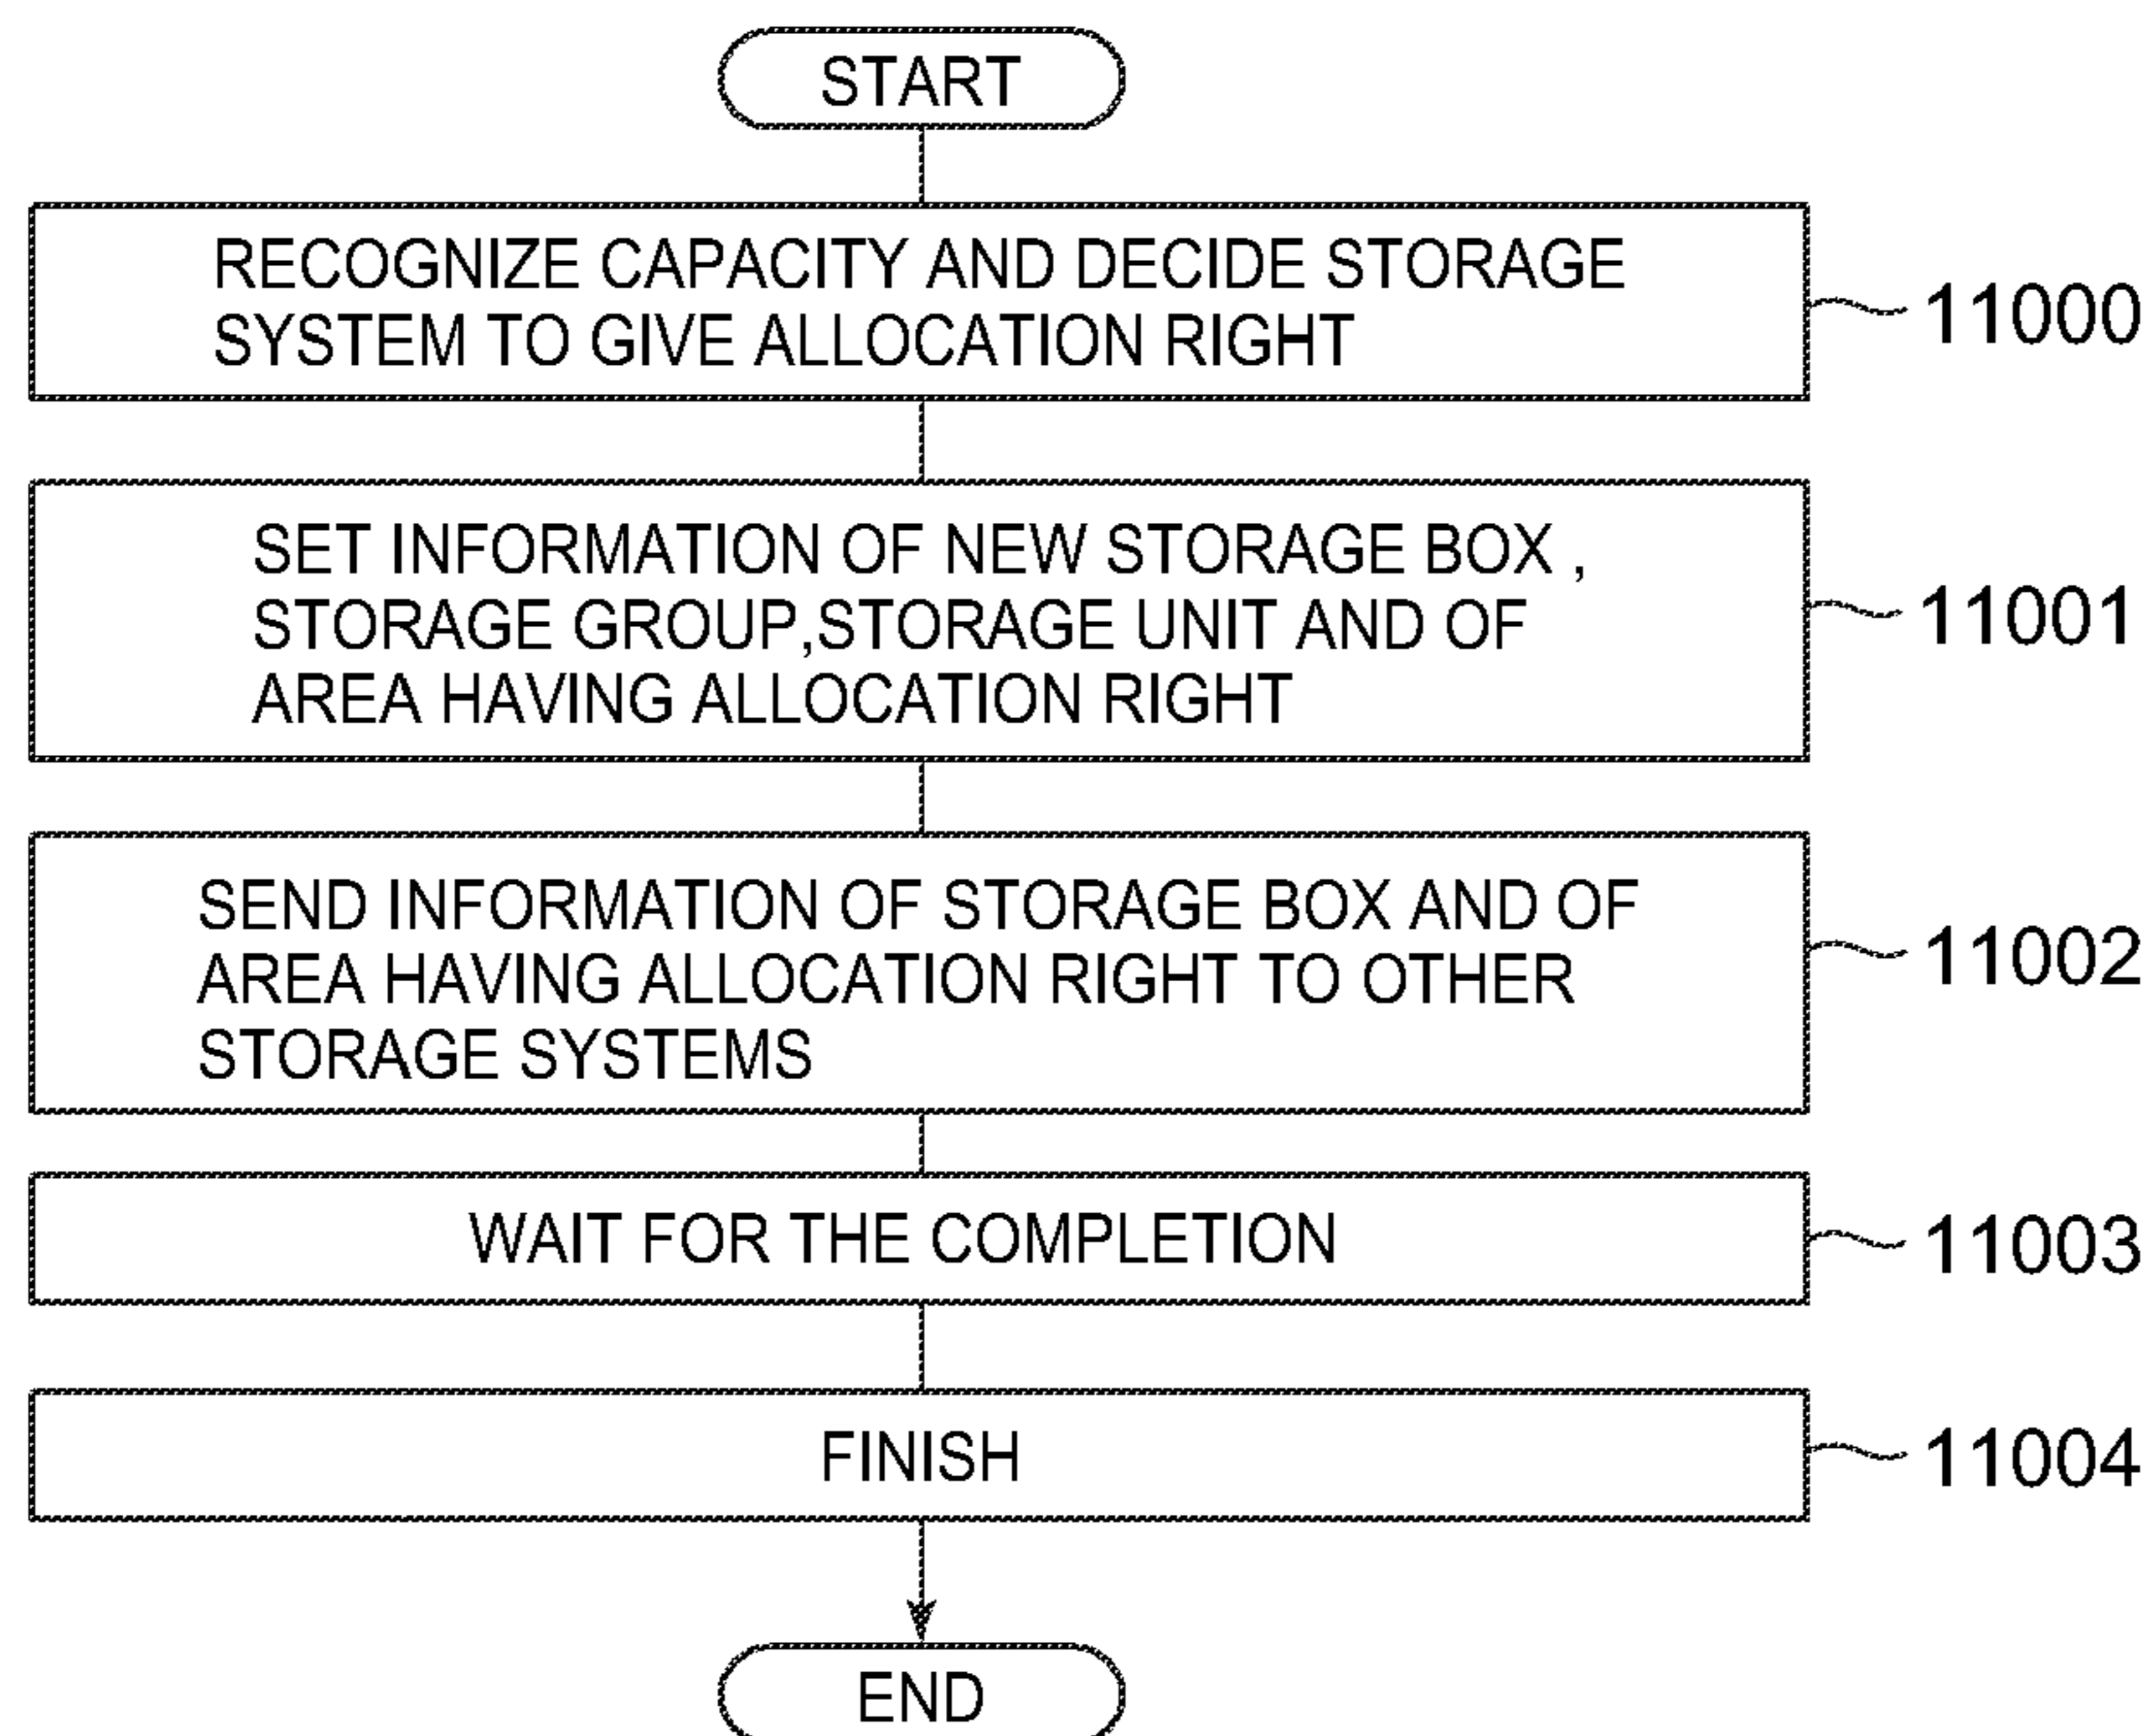 START
RECOGNIZE CAPACITY AND DECIDE STORAGE
SYSTEM TO GIVE ALLOCATION RIGHT
11000
SET INFORMATION OF NEW STORAGE BOX ,
STORAGE GROUP,STORAGE UNIT AND OF
AREA HAVING ALLOCATION RIGHT
11001
SEND INFORMATION OF STORAGE BOX AND OF
AREA HAVING ALLOCATION RIGHT TO OTHER
STORAGE SYSTEMS
11002
WAIT FOR THE COMPLETION
11003
FINISH
11004
END